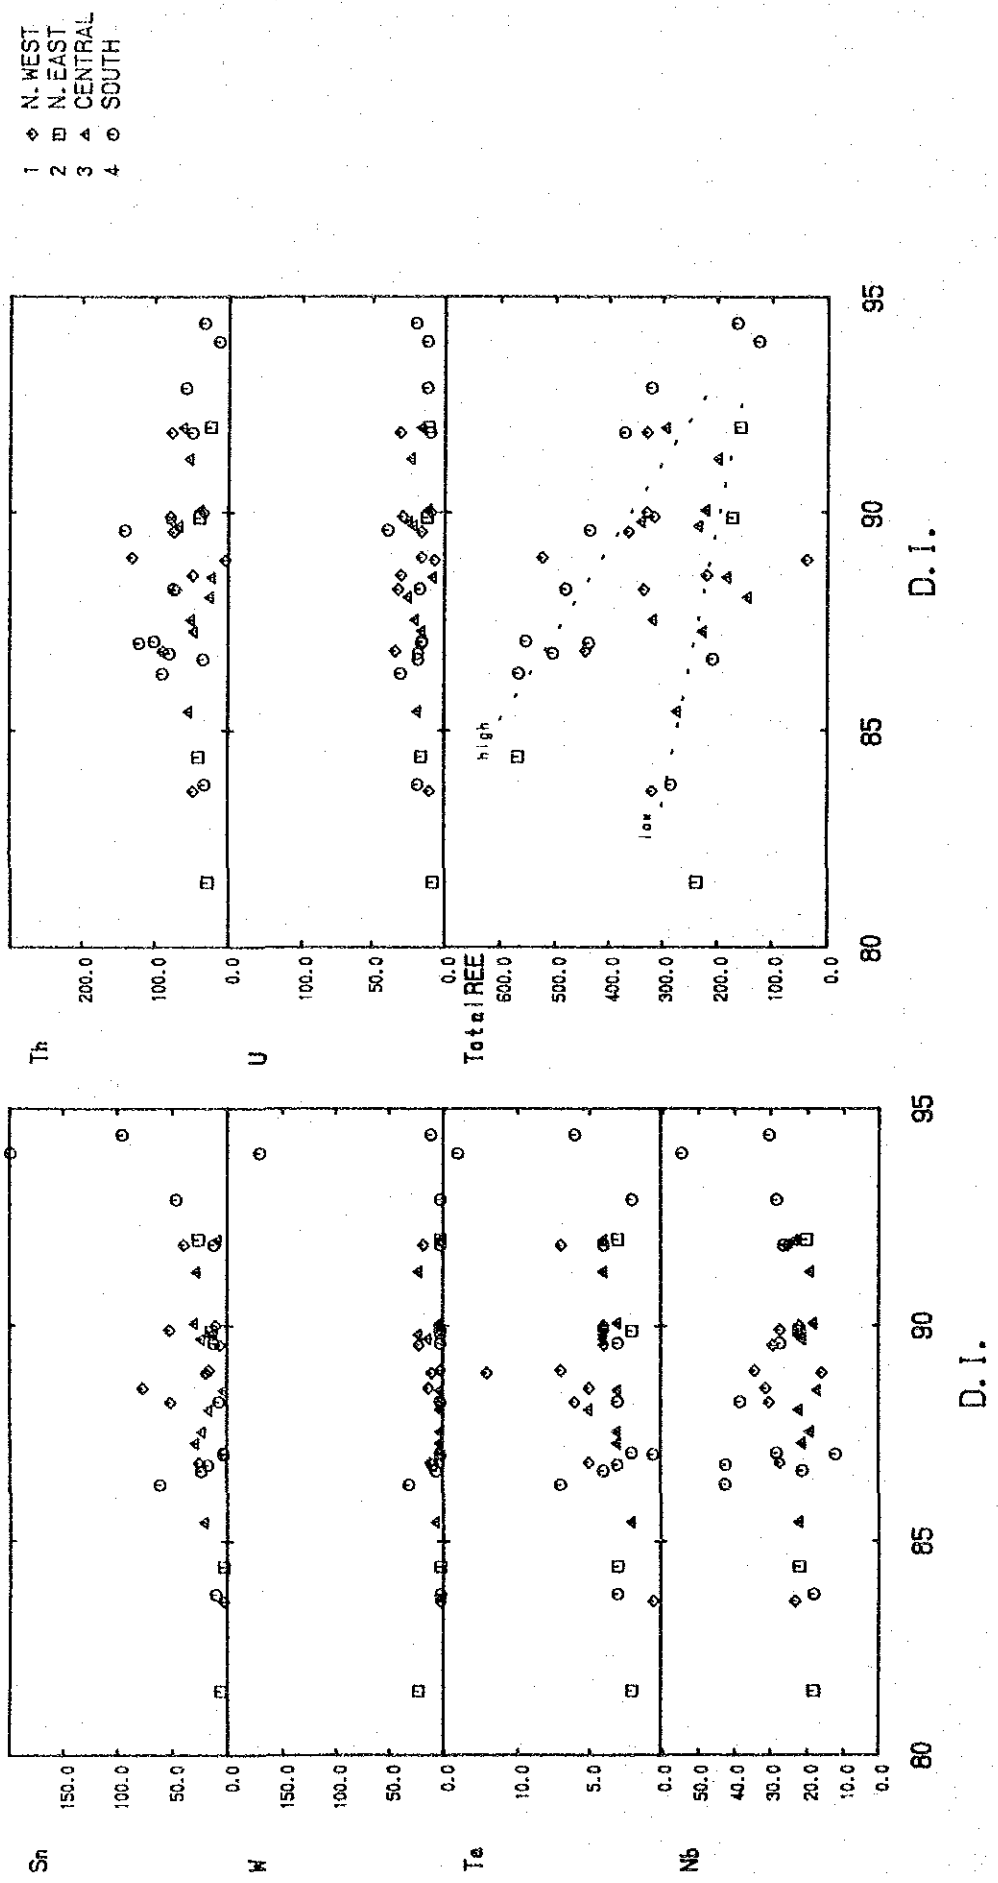 1 N.WEST
2 N.EAST
3 CENTRAL
4 SOUTH
Sn
150.0
100.0
50.0
0.0
W
150.0
100.0
50.0
0.0
Ta
10.0
5.0
0.0
Nb
50.0
40.0
30.0
20.0
10.0
0.0
80
85
90
95
D.I.
Th
200.0
100.0
0.0
U
100.0
50.0
0.0
Total REE
600.0
500.0
400.0
300.0
200.0
100.0
0.0
high
low
80
85
90
95
D.I.